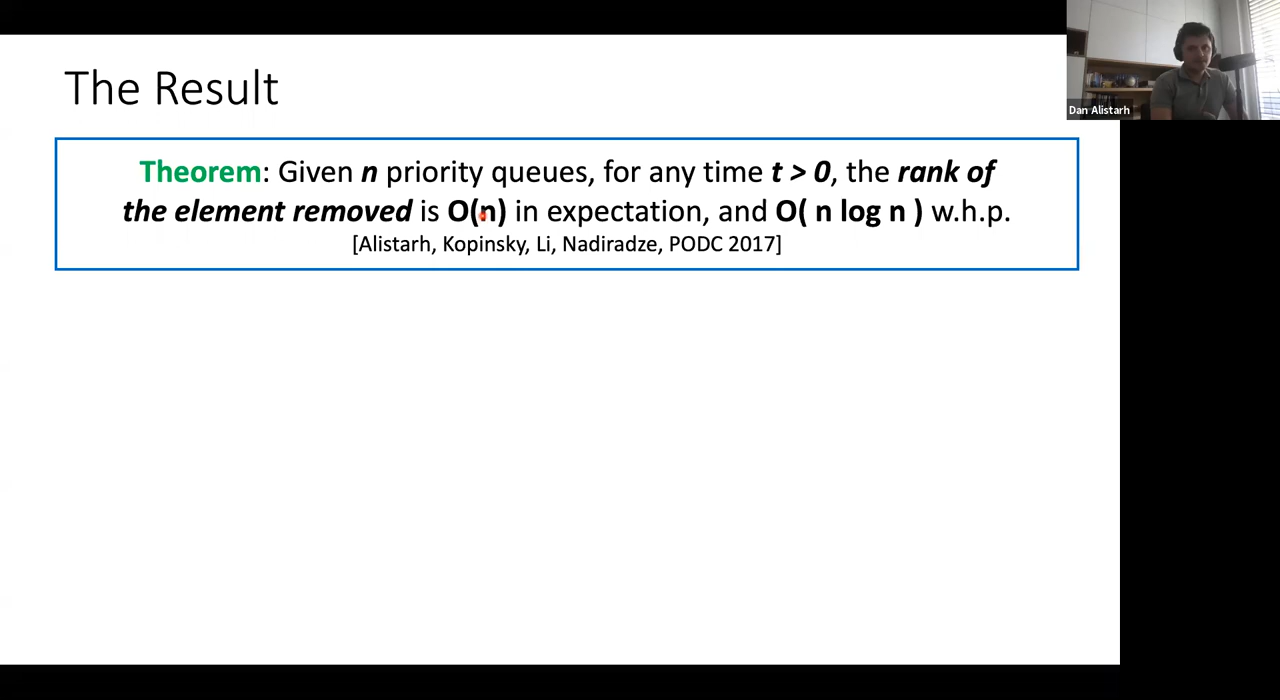 The Result
Dan Alistarh
Theorem: Given n priority queues, for any time t > 0, the rank of
the element removed is O(n) in expectation, and O( n log n ) w.h.p.
[Alistarh, Kopinsky, Li, Nadiradze, PODC 2017]